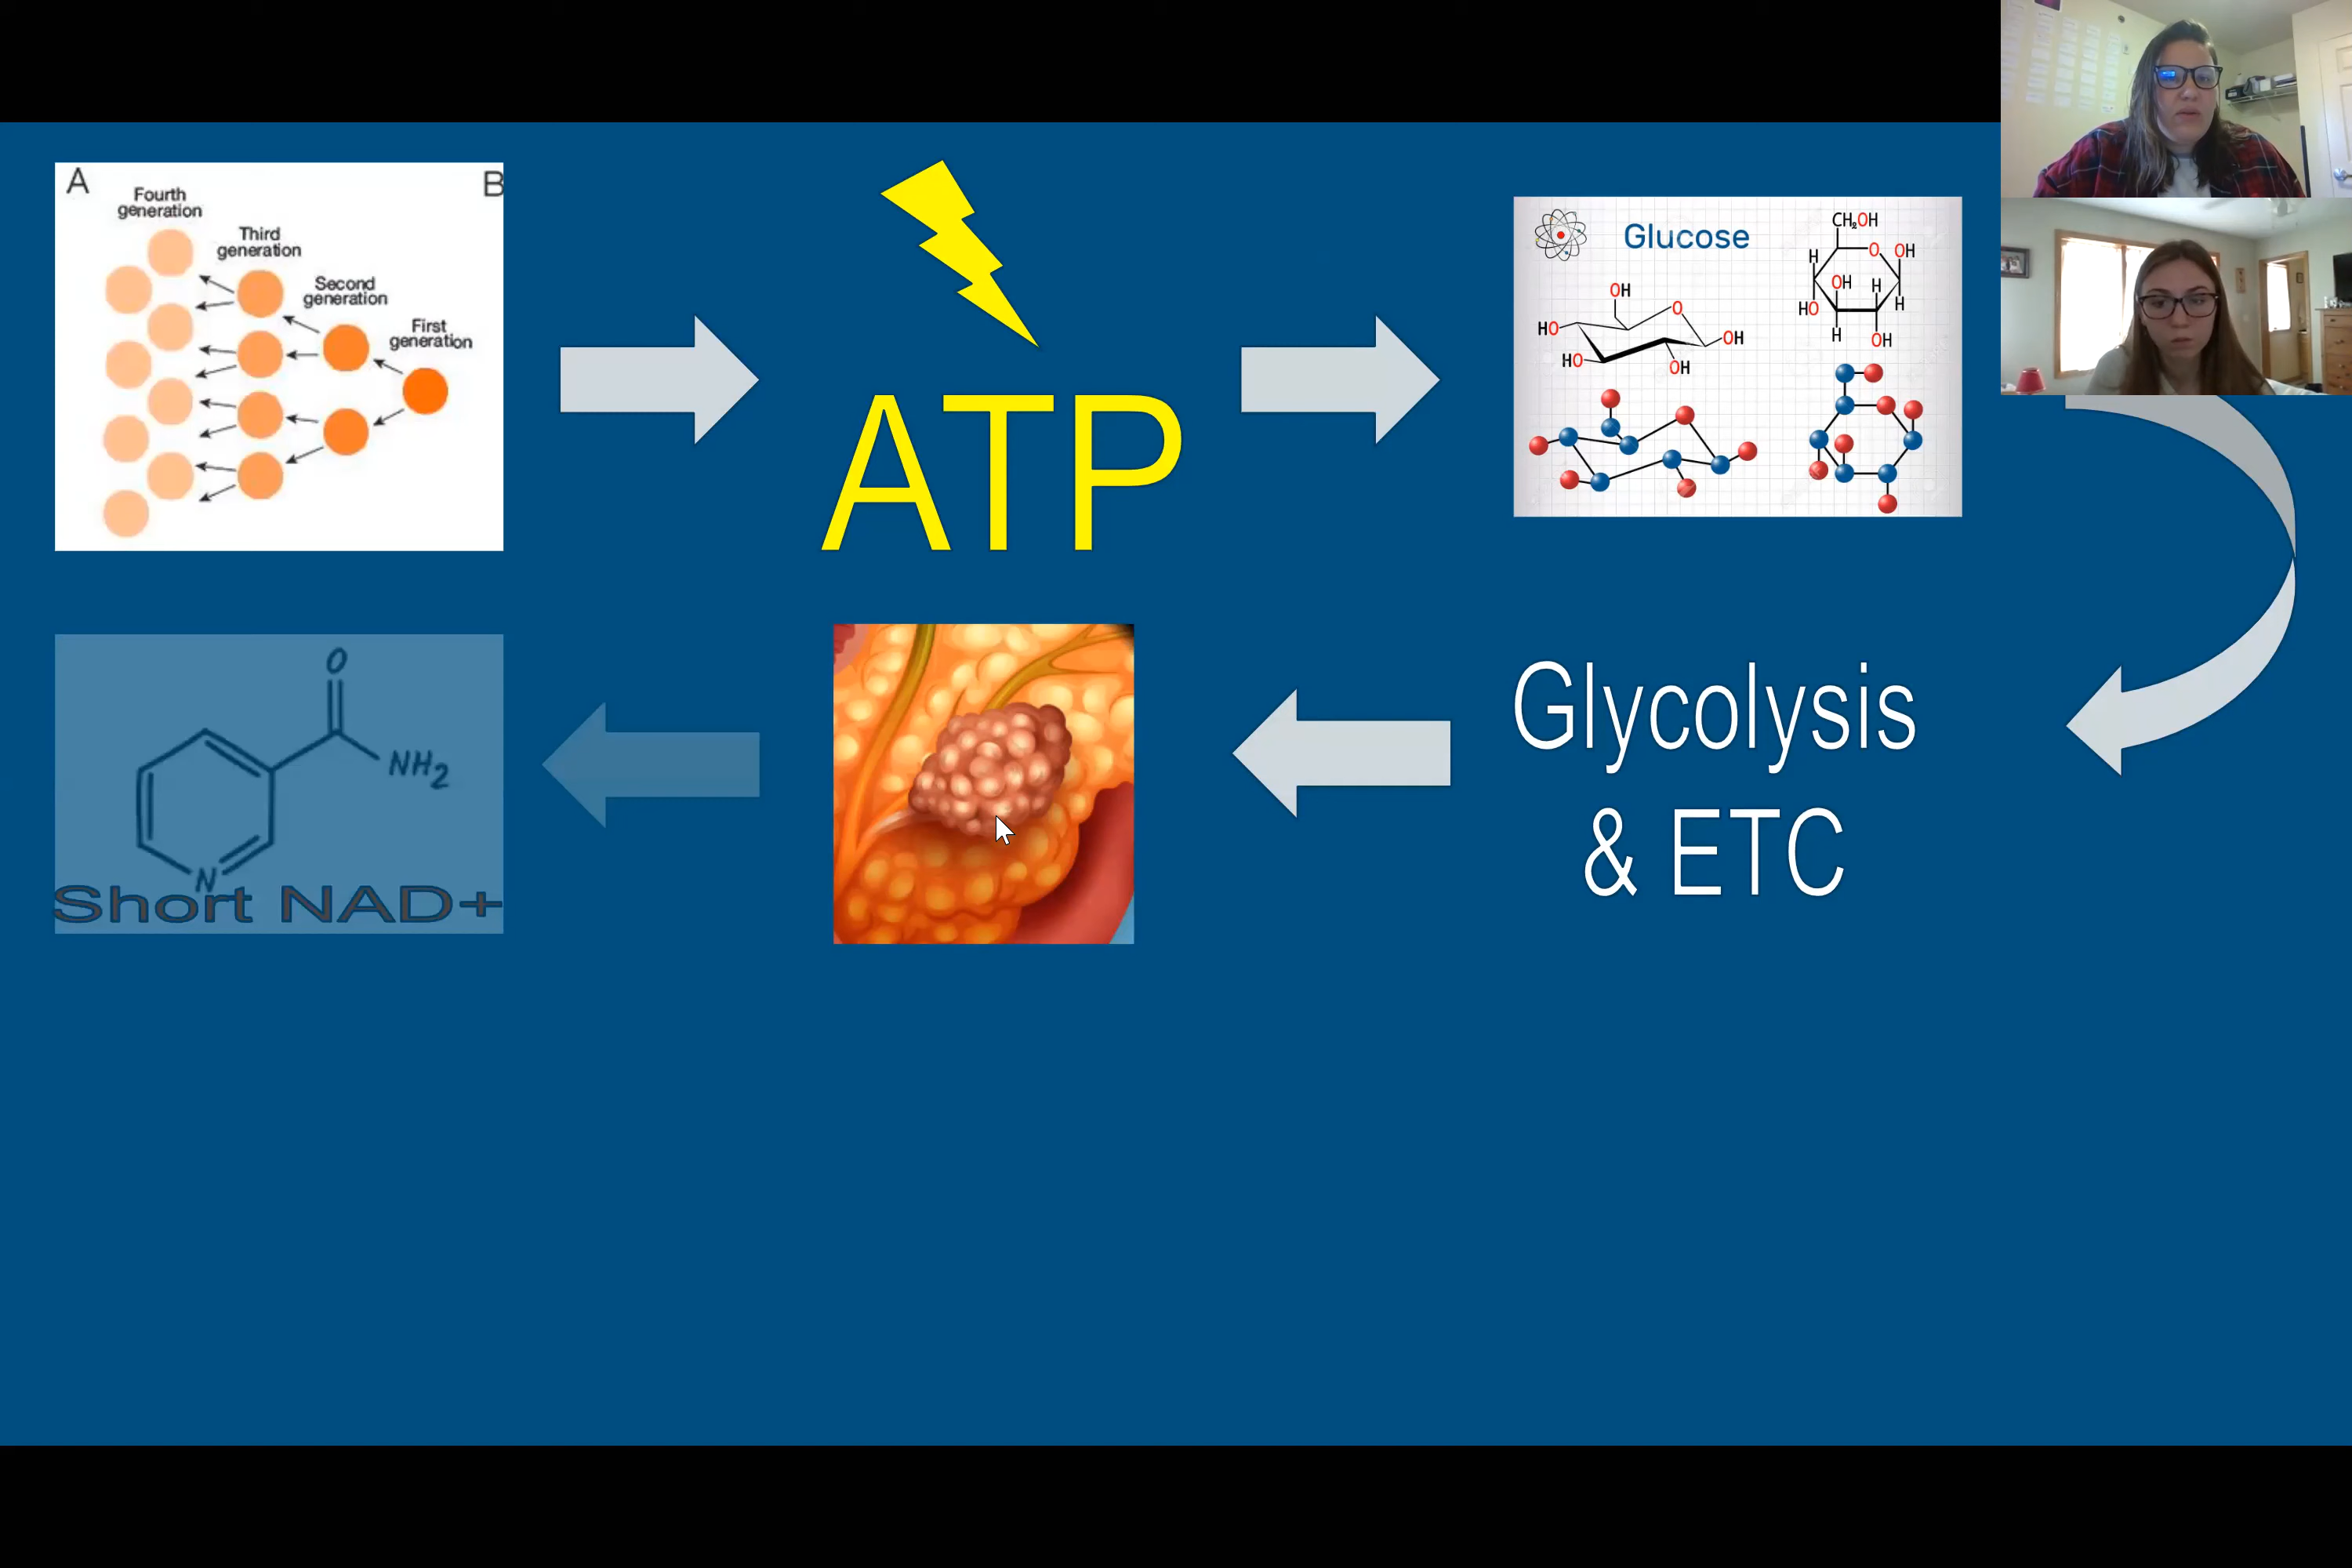 A
B
Fourth
generation
Third
generation
Second
generation
First
generation
ATP
Glucose
CH2OH
O
OH
H
OH
H
HO
H
H
OH
OH
O
HO
OH
HO
OH
O
NH2
N
Short NAD+
Glycolysis
& ETC